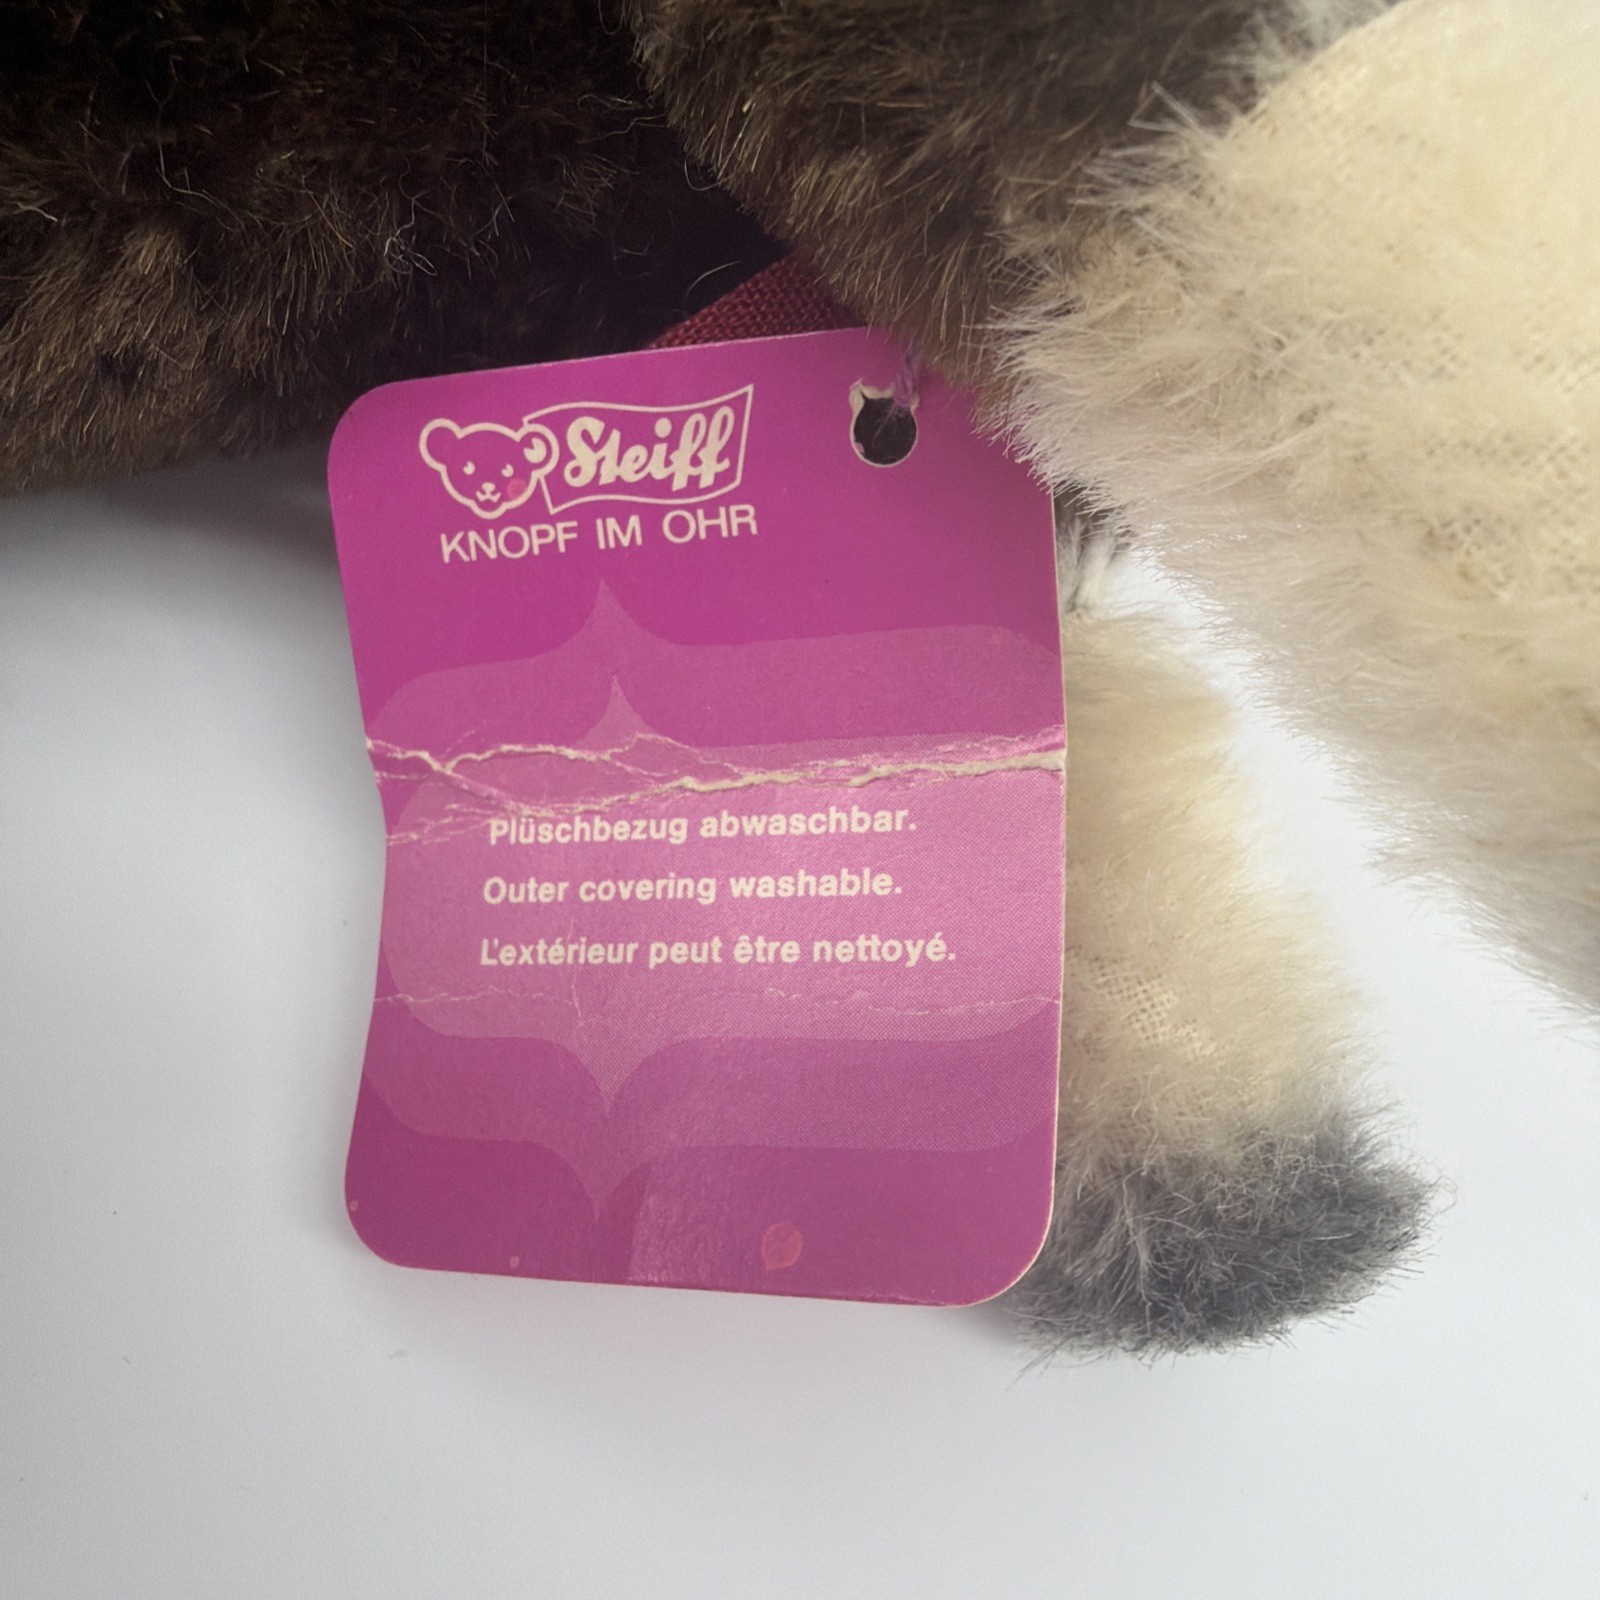 Steiff
KNOPF IM OHR
Plüschbezug abwaschbar.
Outer covering washable.
L'extérieur peut être nettoyé.